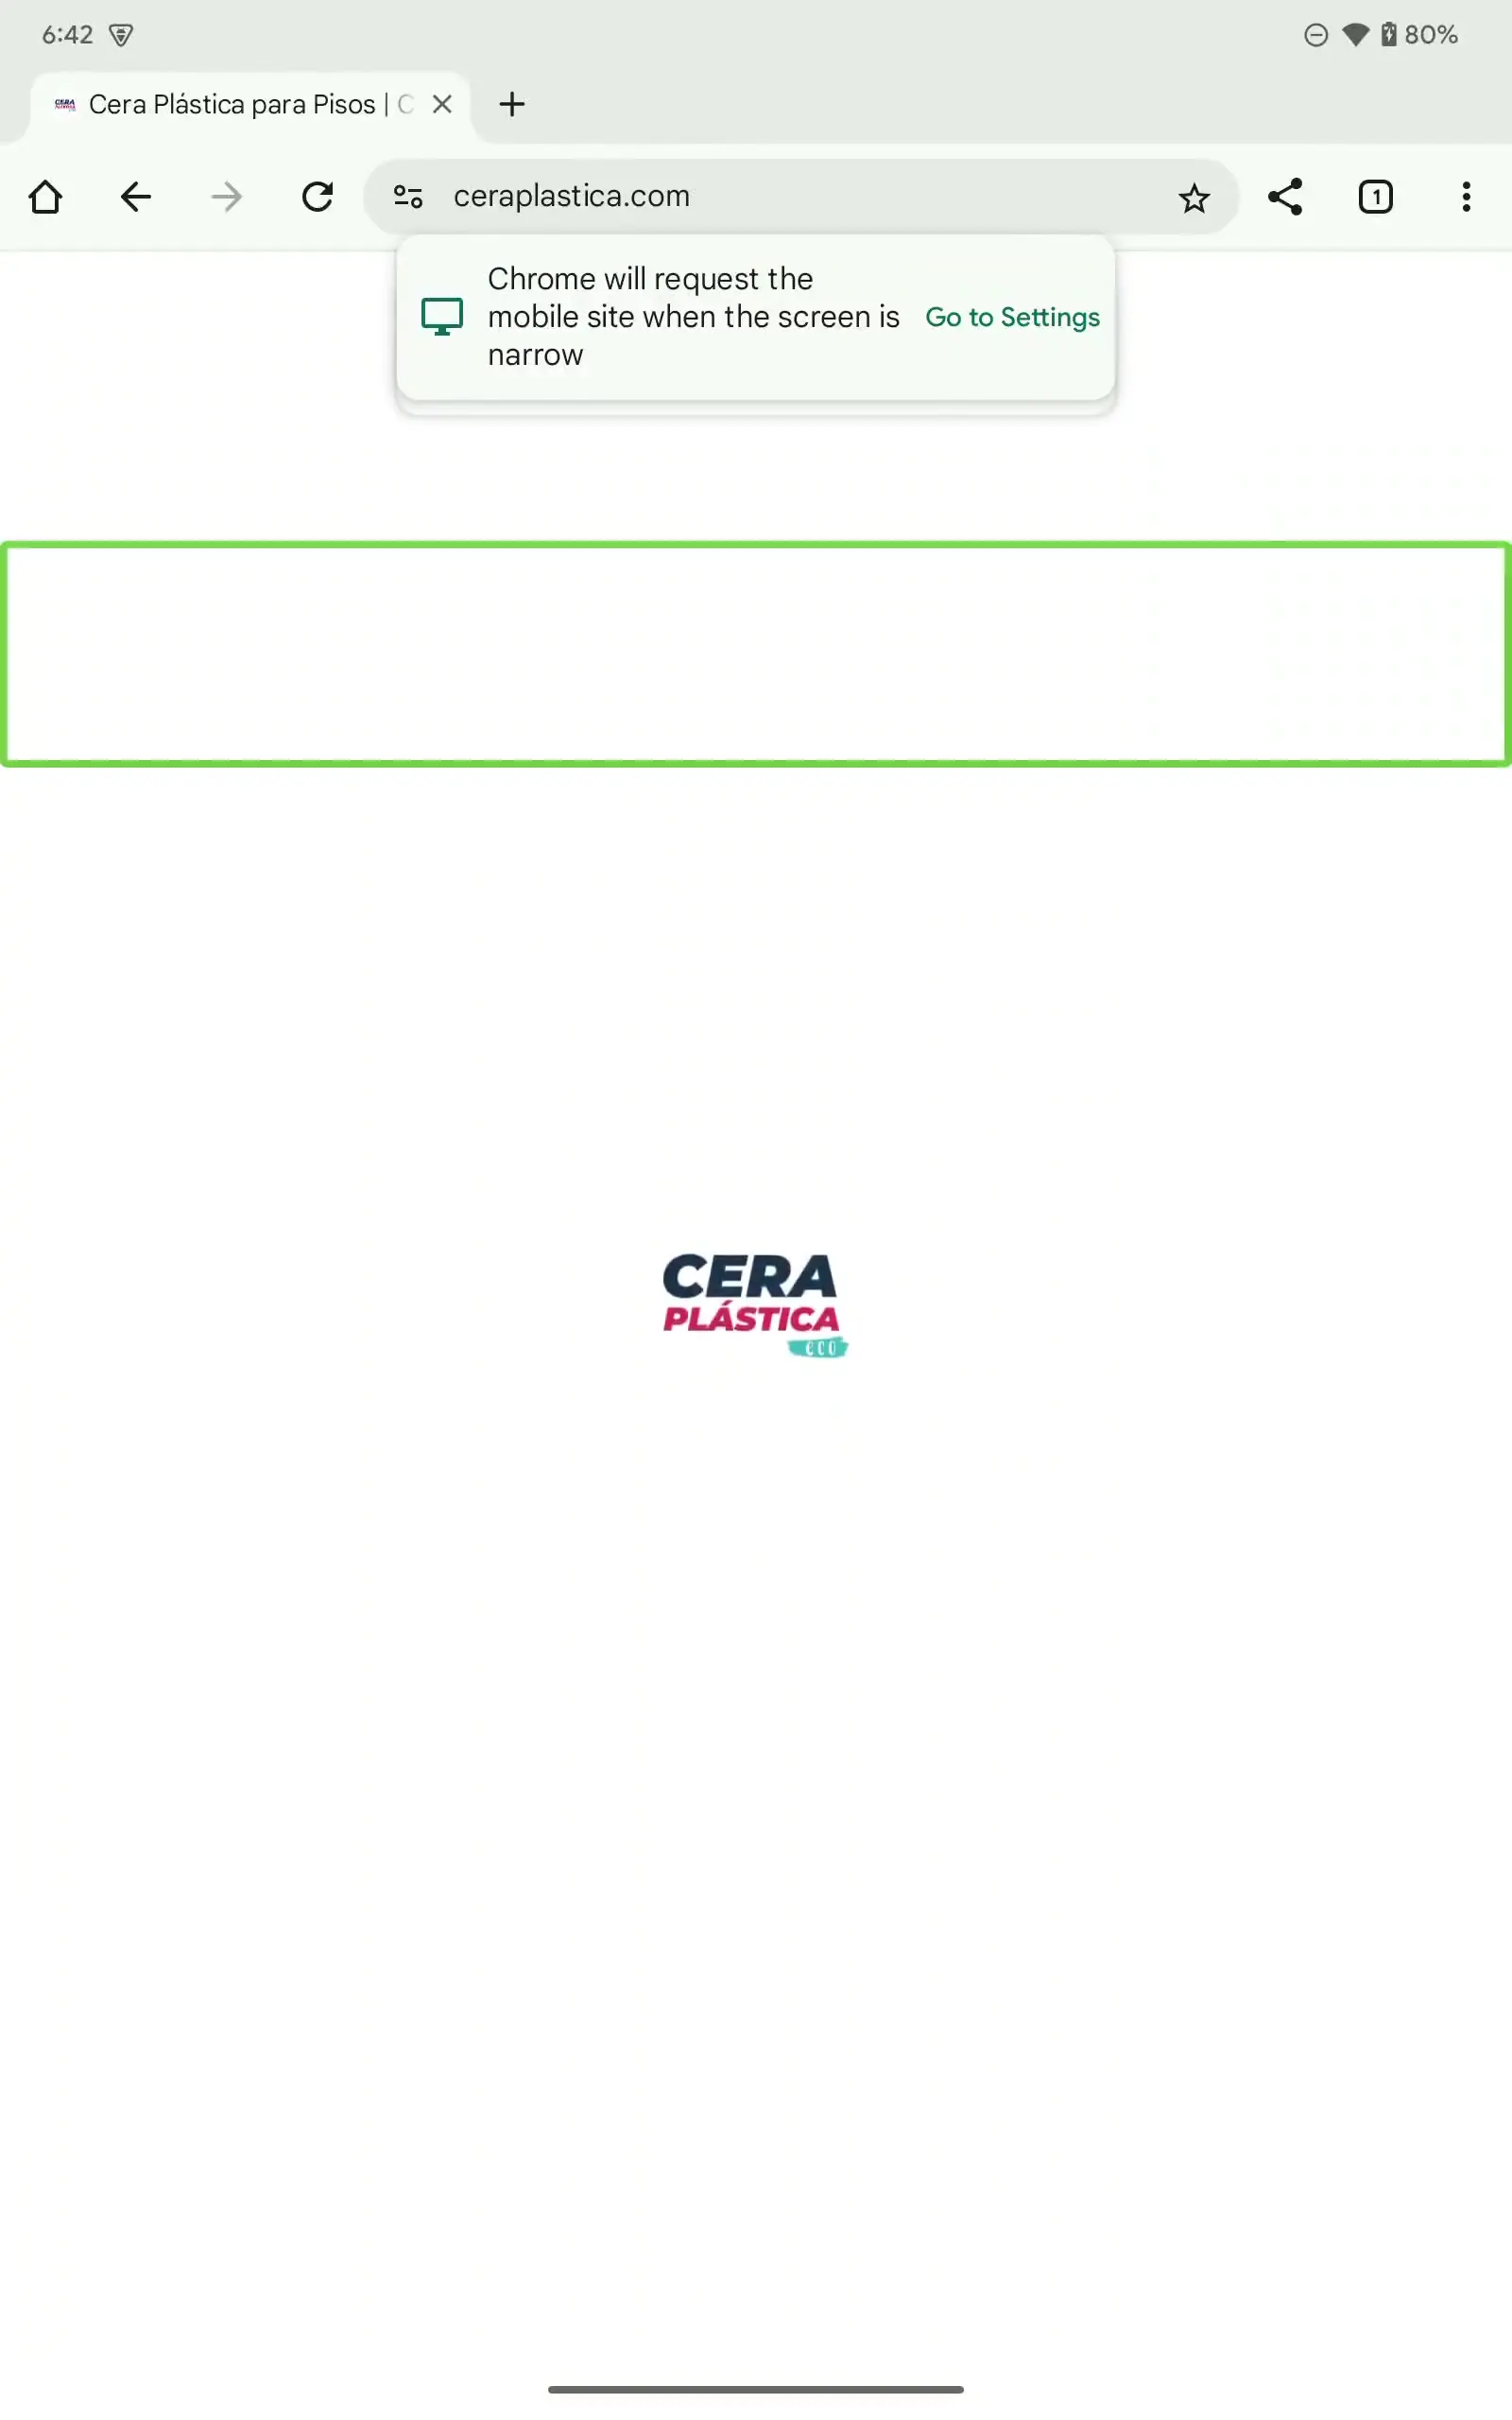 6:42
80%
Cera Plástica para Pisos | C
ceraplastica.com
1
Chrome will request the
mobile site when the screen is
narrow
Go to Settings
CERA
PLÁSTICA
eco